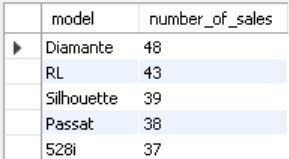 model number_of_sales
Diamante 48
RL 43
Silhouette 39
Passat 38
528i 37